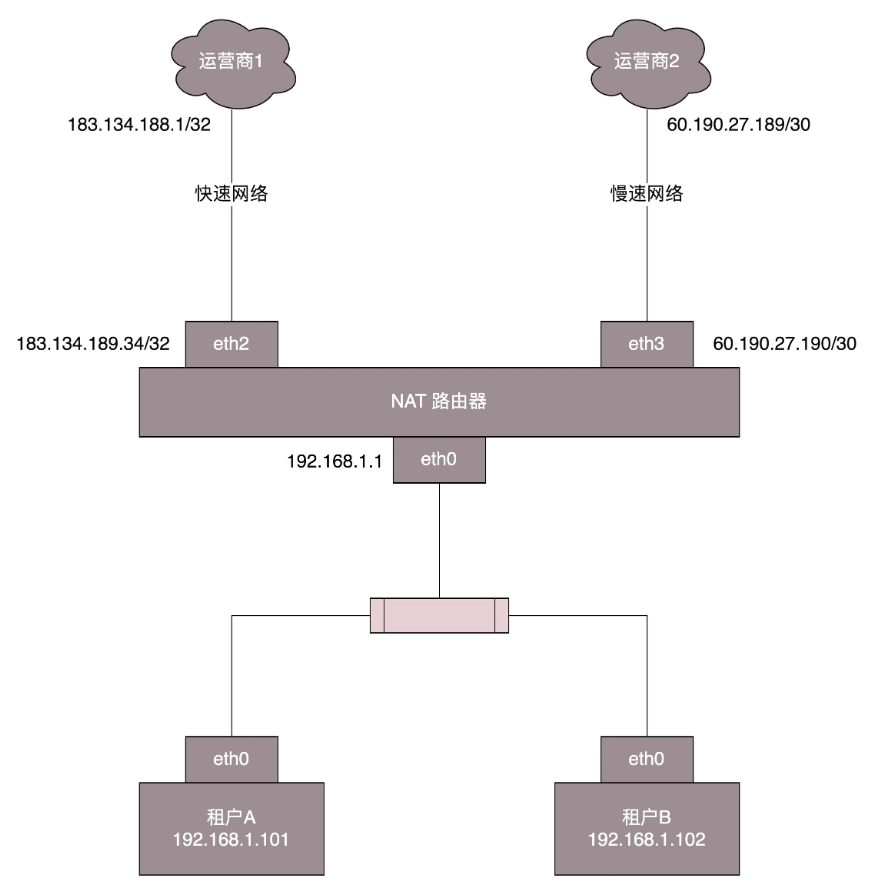 运营商1
运营商2
183.134.188.1/32
60.190.27.189/30
快速网络
慢速网络
183.134.189.34/32
eth2
eth3
60.190.27.190/30
NAT 路由器
192.168.1.1
eth0
eth0
eth0
租户A
192.168.1.101
租户B
192.168.1.102